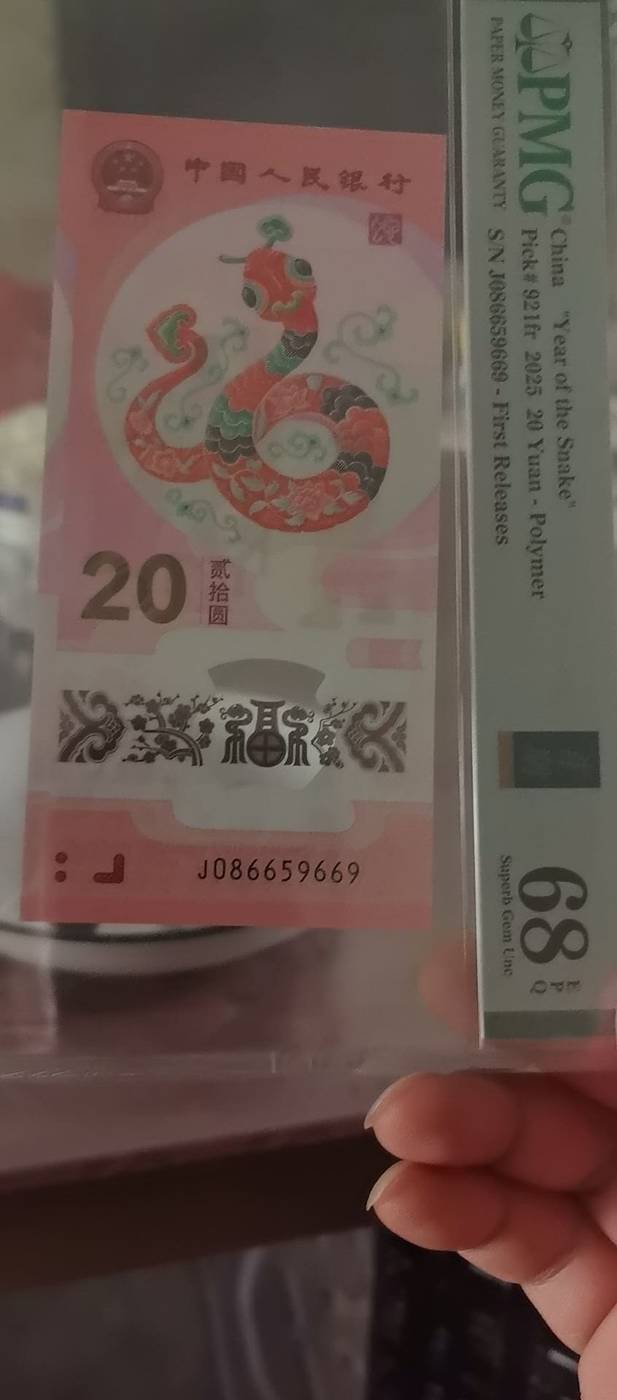 中国人民银行
20
贰拾圆
福
J086659669
PMG®
PAPER MONEY GUARANTY
China "Year of the Snake"
Pick# 921fr 2025 20 Yuan - Polymer
S/N J086659669 - First Releases
68 EPQ
Superb Gem Unc